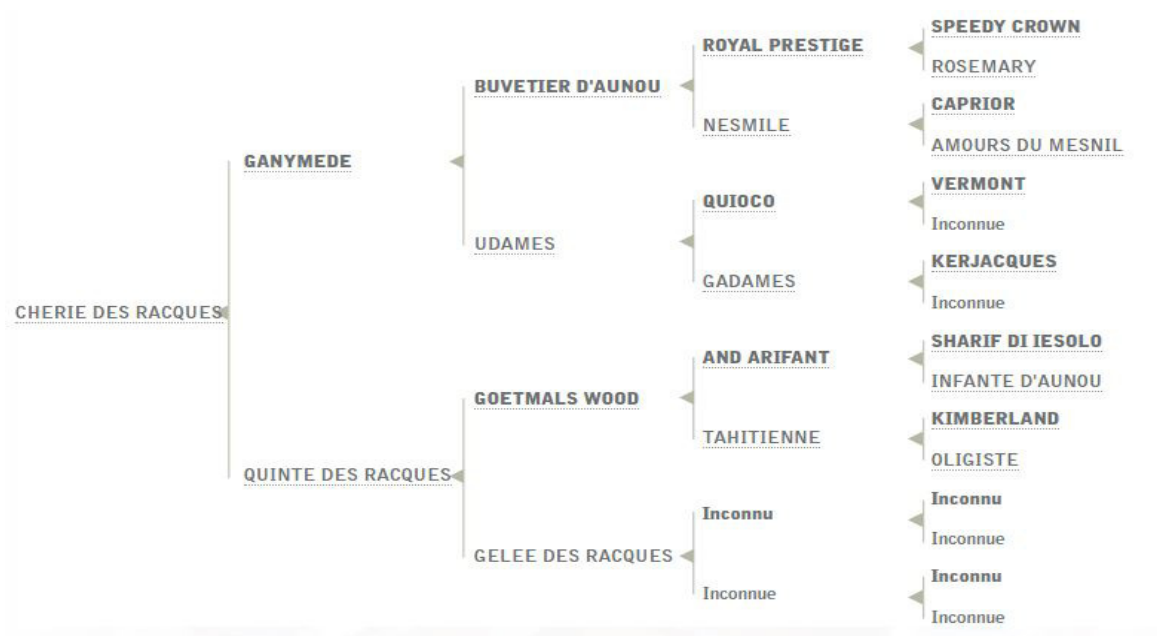 SPEEDY CROWN
ROYAL PRESTIGE
ROSEMARY
BUVETIER D'AUNOU
CAPRIOR
NESMILE
AMOURS DU MESNIL
GANYMEDE
VERMONT
QUIOCO
Inconnue
UDAMES
KERJACQUES
GADAMES
Inconnue
CHERIE DES RACQUES
SHARIF DI IESOLO
AND ARIFANT
INFANTE D'AUNOU
GOETMALS WOOD
KIMBERLAND
TAHITIENNE
OLIGISTE
QUINTE DES RACQUES
Inconnu
Inconnu
Inconnue
GELEE DES RACQUES
Inconnu
Inconnue
Inconnue